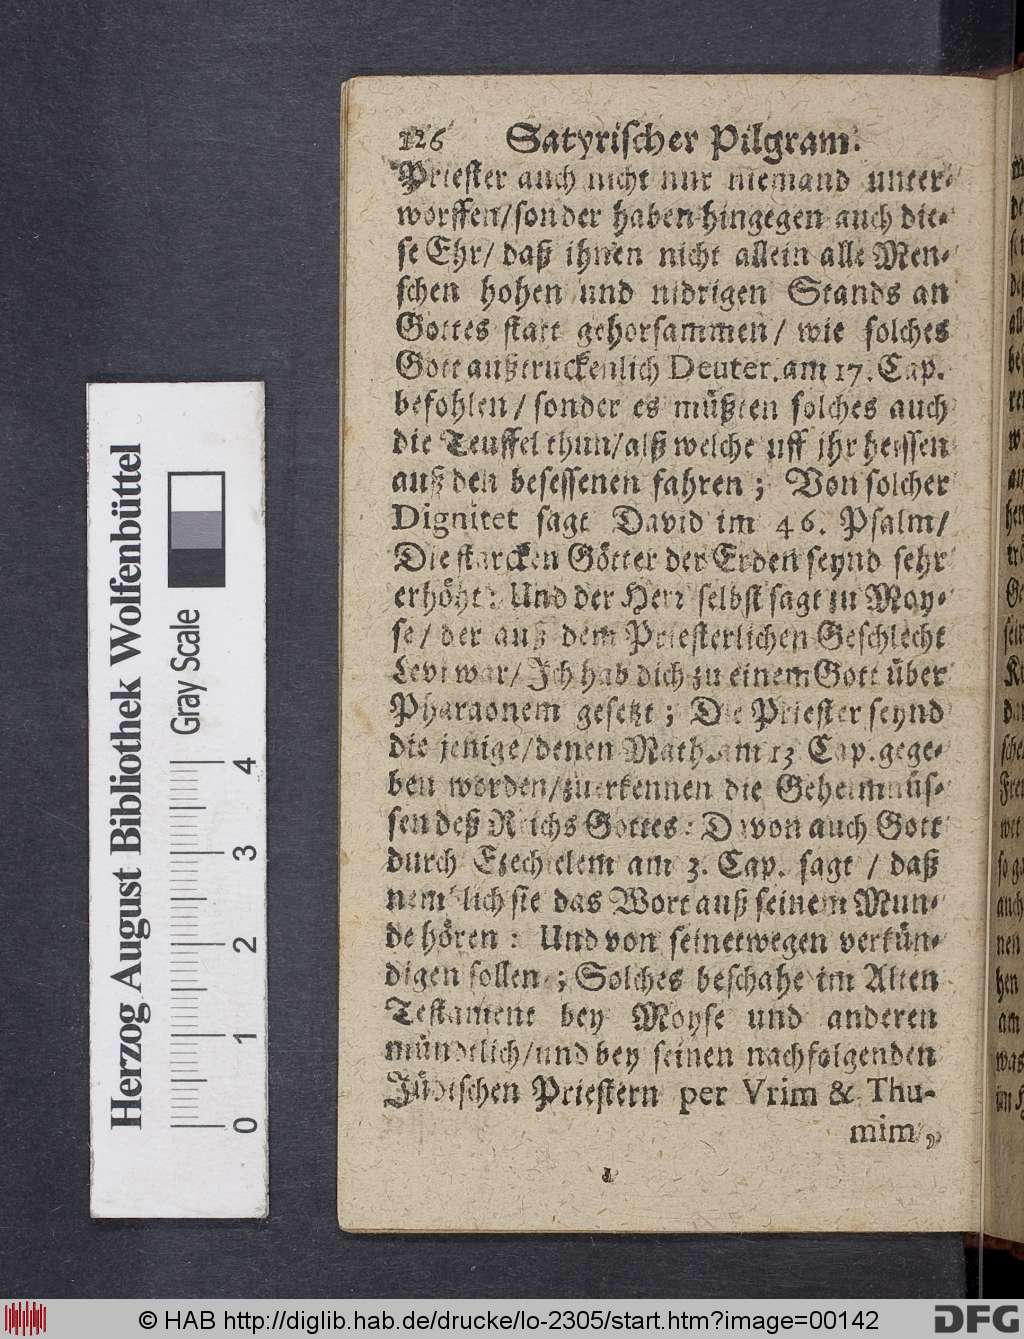 126 Satyrischer Pilgram.
Priester auch nicht nur niemand unter-
worffen/sonder haben hingegen auch die-
se Ehr/ daß ihnen nicht allein alle Men-
schen hohen und nidrigen Stands an
Gottes statt gehorsammen/ wie solches
Gott außtruckenlich Deuter. am 17. Cap.
befohlen/ sonder es müßten solches auch
die Teuffel thun/alß welche uff ihr heissen
auß den besessenen fahren; Von solcher
Dignitet sagt David im 46. Psalm/
Die starcken Götter der Erden seynd sehr
erhöht: Und der Herr selbst sagt zu Moy-
se/ der auß dem Priesterlichen Geschlecht
Levi war/ Ich hab dich zu einem Gott über
Pharaonem gesetzt; Die Priester seynd
die jenige/denen Math. am 13 Cap. gege-
ben worden/zuerkennen die Geheimnüs-
sen deß Reichs Gottes: Davon auch Gott
durch Ezechielem am 3. Cap. sagt / daß
nemlich sie das Wort auß seinem Mun-
de hören: Und von seinetwegen verkün-
digen sollen; Solches beschahe im Alten
Testament bey Moyse und anderen
mündtlich/und bey seinen nachfolgenden
Jüdischen Priestern per Vrim & Thu-
mim,
Herzog August Bibliothek Wolfenbüttel
Gray Scale
0 1 2 3 4
© HAB http://diglib.hab.de/drucke/lo-2305/start.htm?image=00142
DFG